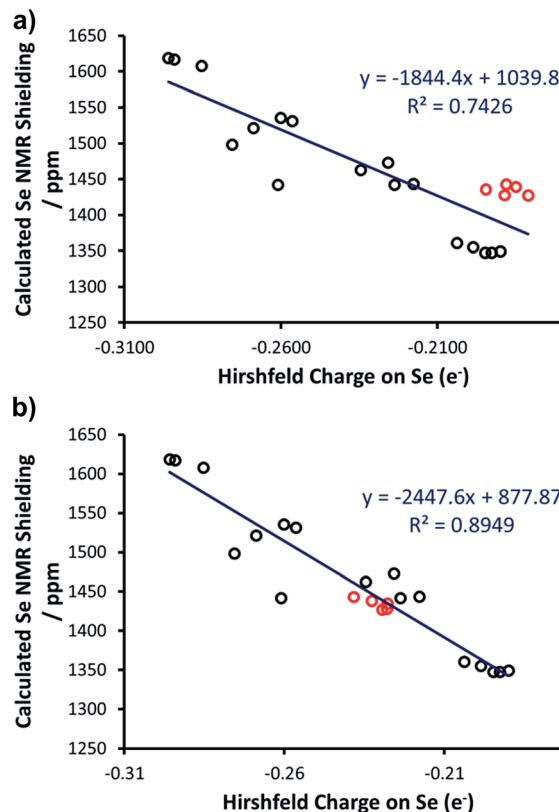 a)
1650
1600
1550
1500
1450
1400
1350
1300
1250
Calculated Se NMR Shielding
/ ppm
y = -1844.4x + 1039.8
R² = 0.7426
-0.3100
-0.2600
-0.2100
Hirshfeld Charge on Se (e⁻)
b)
1650
1600
1550
1500
1450
1400
1350
1300
1250
Calculated Se NMR Shielding
/ ppm
y = -2447.6x + 877.87
R² = 0.8949
-0.31
-0.26
-0.21
Hirshfeld Charge on Se (e⁻)